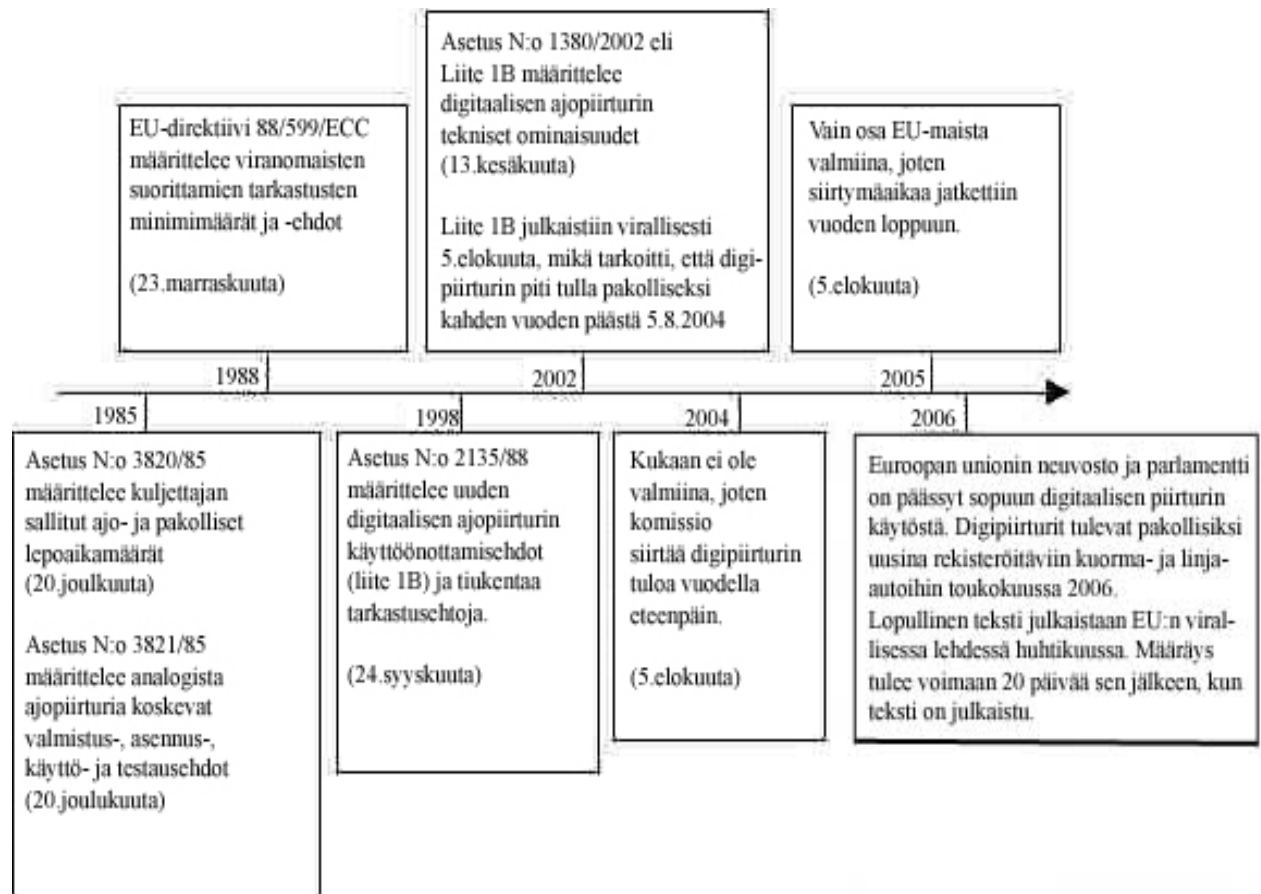 EU-direktiivi 88/599/ECC
määrittelee viranomaisten
suorittamien tarkastusten
minimimäärät ja -ehdot
(23.marraskuuta)
Asetus N:o 1380/2002 eli
Liite 1B määrittelee
digitaalisen ajopiirturin
tekniset ominaisuudet
(13.kesäkuuta)
Liite 1B julkaistiin virallisesti
5.elokuuta, mikä tarkoitti, että digi-
piirturin piti tulla pakolliseksi
kahden vuoden päästä 5.8.2004
Vain osa EU-maista
valmiina, joten
siirtymäaikaa jatkettiin
vuoden loppuun.
(5.elokuuta)
1988
2002
2005
1985
1998
2004
2006
Asetus N:o 3820/85
määrittelee kuljettajan
sallitut ajo- ja pakolliset
lepoaikamäärät
(20.joulkuuta)
Asetus N:o 3821/85
määrittelee analogista
ajopiirturia koskevat
valmistus-, asennus-,
käyttö- ja testausehdot
(20.joulukuuta)
Asetus N:o 2135/88
määrittelee uuden
digitaalisen ajopiirturin
käyttöönottamisehdot
(liite 1B) ja tiukentaa
tarkastusehtoja.
(24.syyskuuta)
Kukaan ei ole
valmiina, joten
komissio
siirtää digipiirturin
tuloa vuodella
eteenpäin.
(5.elokuuta)
Euroopan unionin neuvosto ja parlamentti
on päässyt sopuun digitaalisen piirturin
käytöstä. Digipiirturit tulevat pakollisiksi
uusina rekisteröitäviin kuorma- ja linja-
autoihin toukokuussa 2006.
Lopullinen teksti julkaistaan EU:n viral-
lisessa lehdessä huhtikuussa. Määräys
tulee voimaan 20 päivää sen jälkeen, kun
teksti on julkaistu.